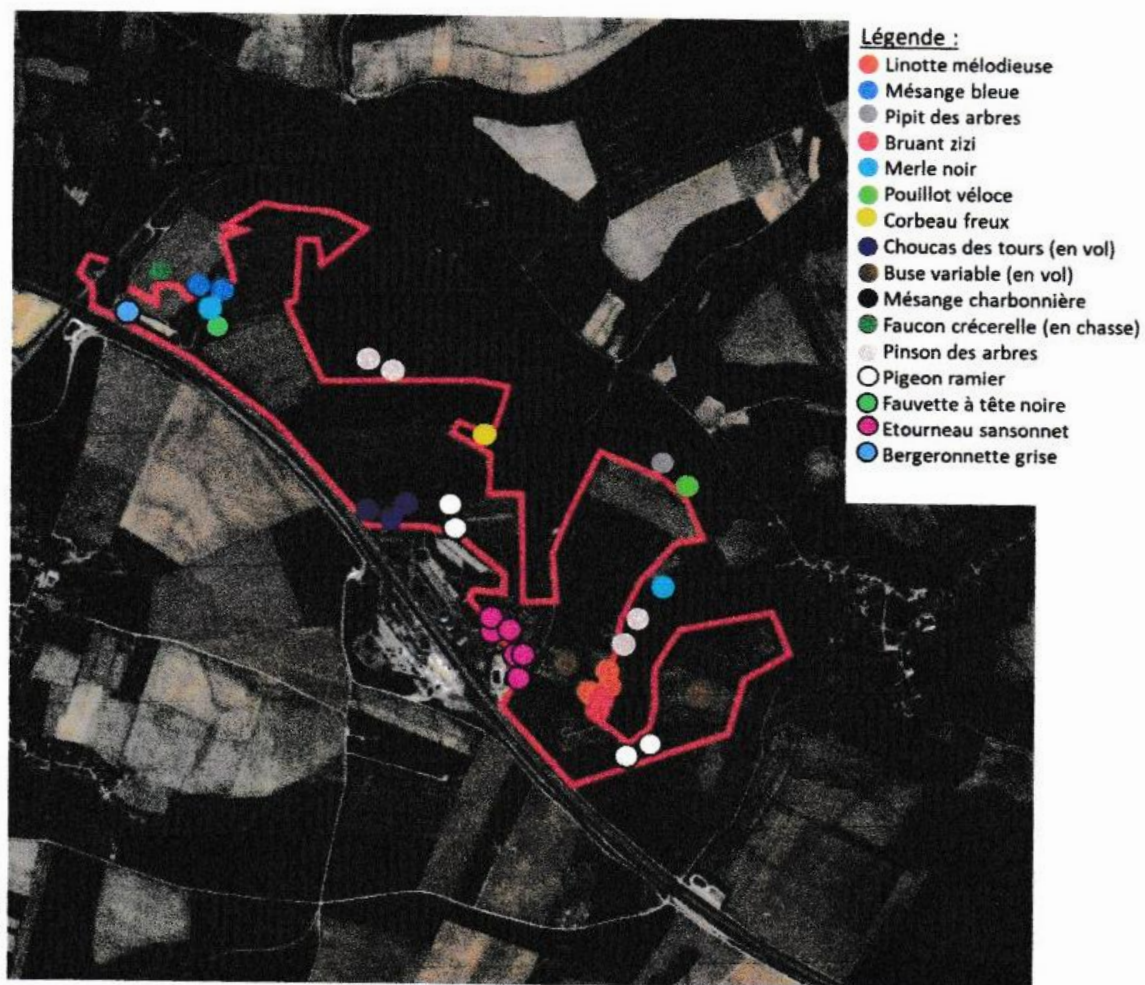 Légende :
Linotte mélodieuse
Mésange bleue
Pipit des arbres
Bruant zizi
Merle noir
Pouillot véloce
Corbeau freux
Choucas des tours (en vol)
Buse variable (en vol)
Mésange charbonnière
Faucon crécerelle (en chasse)
Pinson des arbres
Pigeon ramier
Fauvette à tête noire
Etourneau sansonnet
Bergeronnette grise